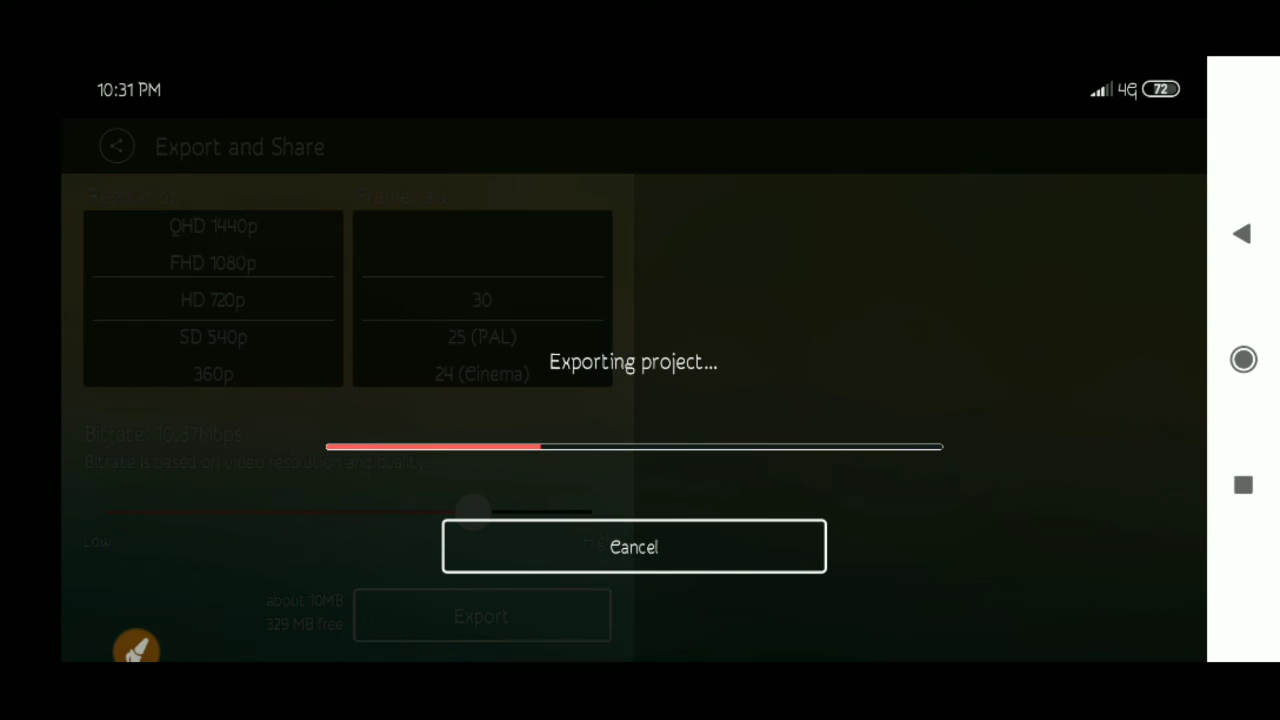 10:31 PM
4G 72
Export and Share
Resolution
Frame rate
QHD 1440p
FHD 1080p
HD 720p
SD 540p
360p
30
25 (PAL)
24 (Cinema)
Exporting project...
Bitrate: 10.37Mbps
Bitrate is based on video resolution and quality.
Low
High
Cancel
about 10MB
329 MB free
Export